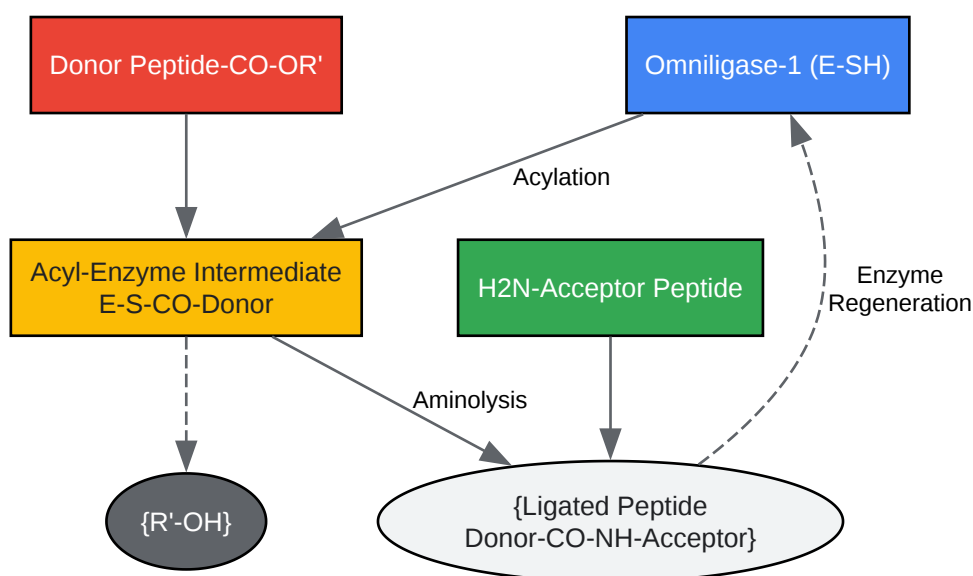 Donor Peptide-CO-OR'
Omniligase-1 (E-SH)
Acylation
Acyl-Enzyme Intermediate
E-S-CO-Donor
H2N-Acceptor Peptide
Enzyme
Regeneration
Aminolysis
{R'-OH}
{Ligated Peptide
Donor-CO-NH-Acceptor}